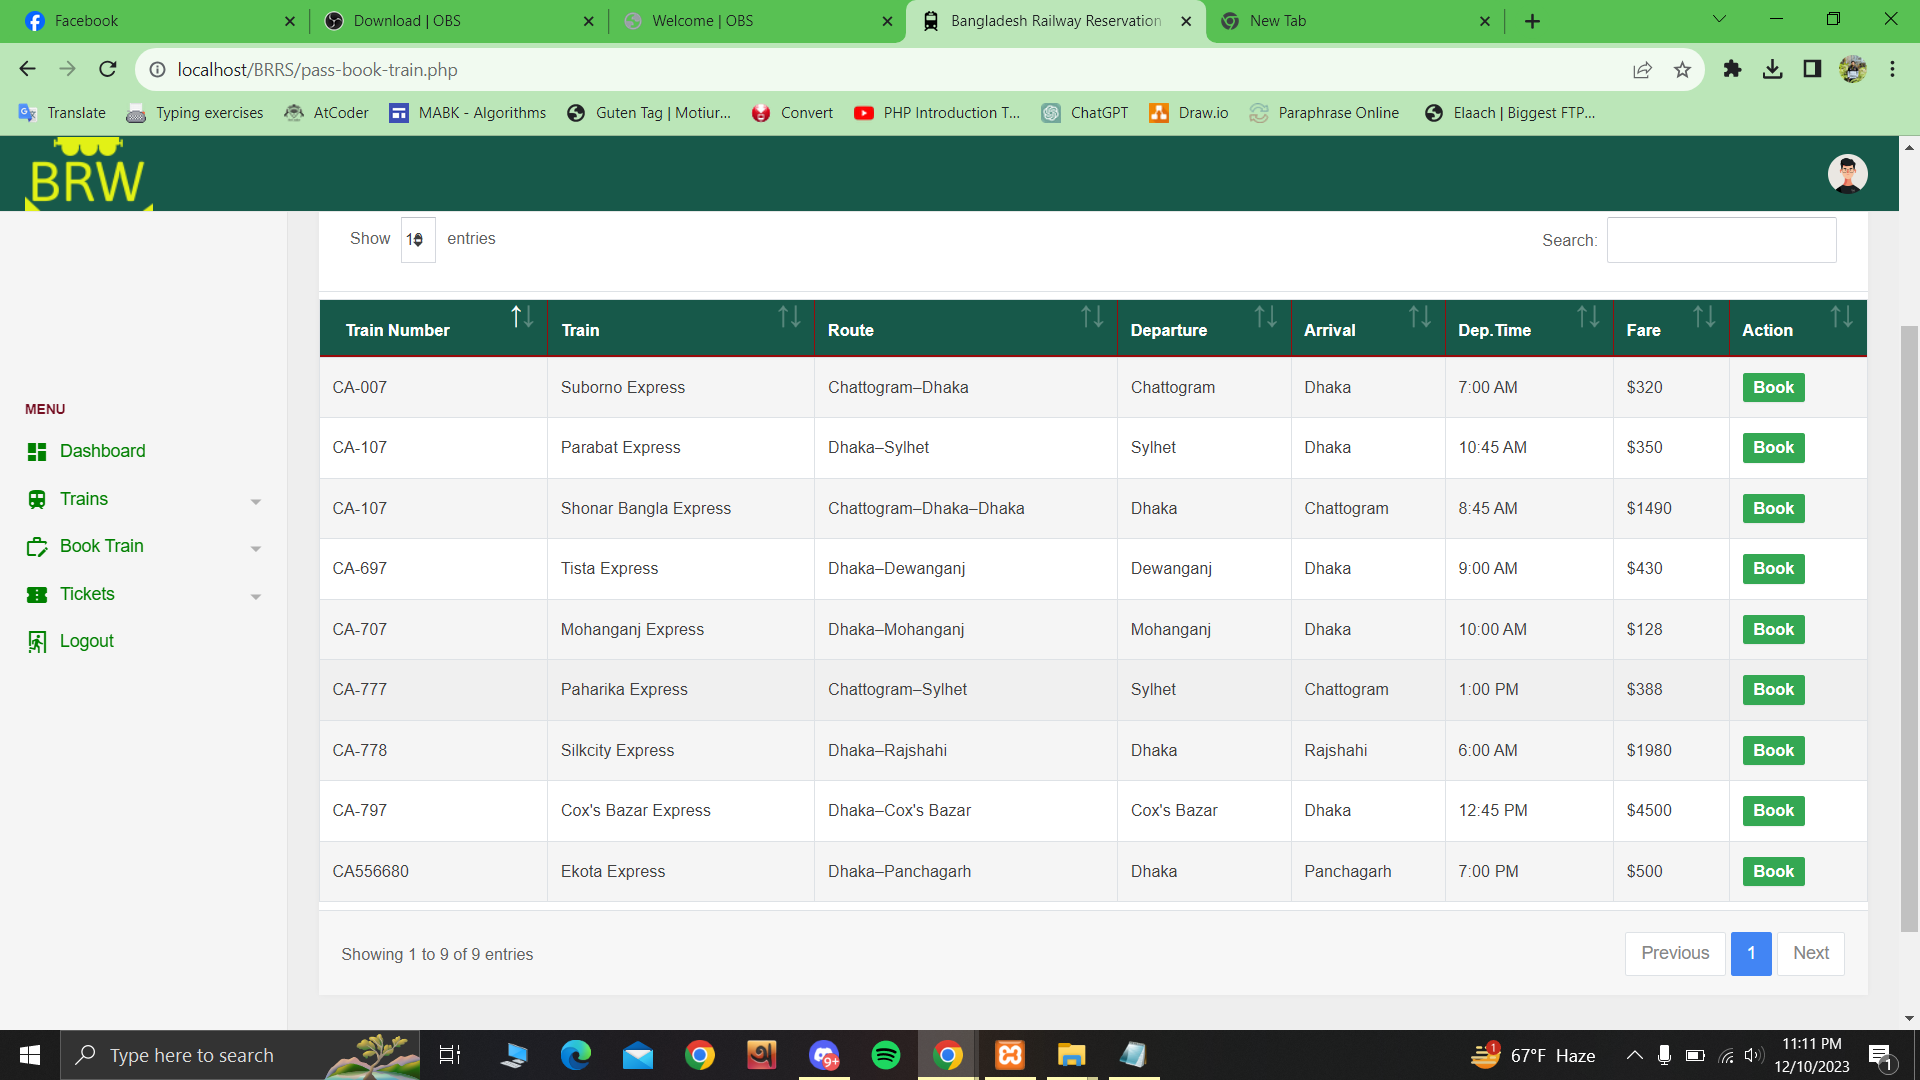 Facebook
Download | OBS
Welcome | OBS
Bangladesh Railway Reservation
New Tab
localhost/BRRS/pass-book-train.php
Translate Typing exercises AtCoder MABK - Algorithms Guten Tag | Motiur... Convert PHP Introduction T... ChatGPT Draw.io Paraphrase Online Elaach | Biggest FTP...
BRW
Show 10 entries
Search:
Train Number Train Route Departure Arrival Dep.Time Fare Action
CA-007 Suborno Express Chattogram–Dhaka Chattogram Dhaka 7:00 AM $320 Book
CA-107 Parabat Express Dhaka–Sylhet Sylhet Dhaka 10:45 AM $350 Book
CA-107 Shonar Bangla Express Chattogram–Dhaka–Dhaka Dhaka Chattogram 8:45 AM $1490 Book
CA-697 Tista Express Dhaka–Dewanganj Dewanganj Dhaka 9:00 AM $430 Book
CA-707 Mohanganj Express Dhaka–Mohanganj Mohanganj Dhaka 10:00 AM $128 Book
CA-777 Paharika Express Chattogram–Sylhet Sylhet Chattogram 1:00 PM $388 Book
CA-778 Silkcity Express Dhaka–Rajshahi Dhaka Rajshahi 6:00 AM $1980 Book
CA-797 Cox's Bazar Express Dhaka–Cox's Bazar Cox's Bazar Dhaka 12:45 PM $4500 Book
CA556680 Ekota Express Dhaka–Panchagarh Dhaka Panchagarh 7:00 PM $500 Book
Showing 1 to 9 of 9 entries
Previous 1 Next
MENU
Dashboard
Trains
Book Train
Tickets
Logout
Type here to search
9+
1
67°F Haze
11:11 PM
12/10/2023
1